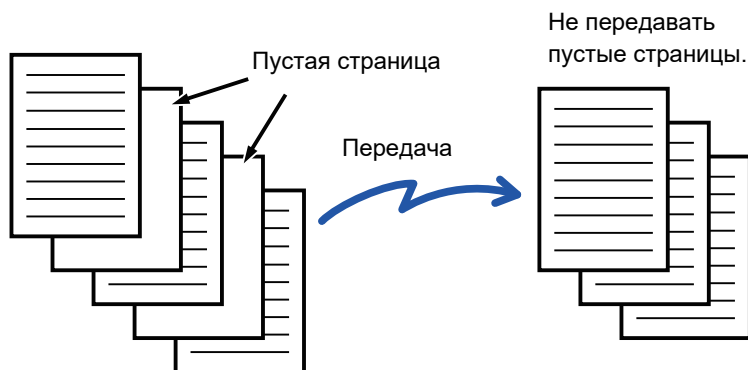 Пустая страница
Передача
Не передавать
пустые страницы.